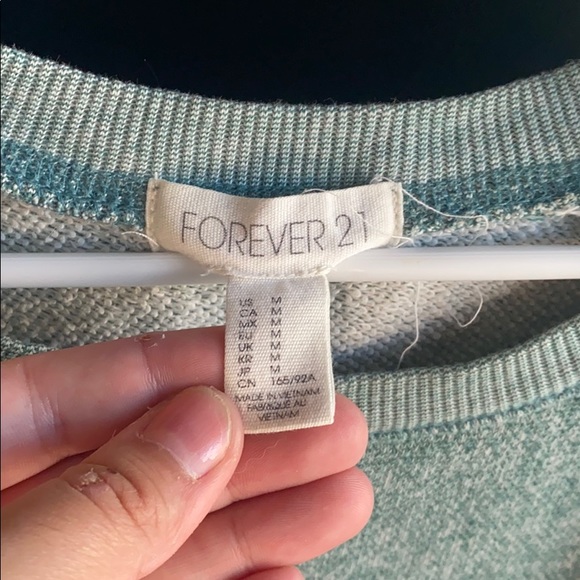 FOREVER 21
US M
CA M
MX M
EU M
UK M
KR M
JP M
CN 165/92A
MADE IN VIETNAM
FABRIQUÉ AU
VIETNAM